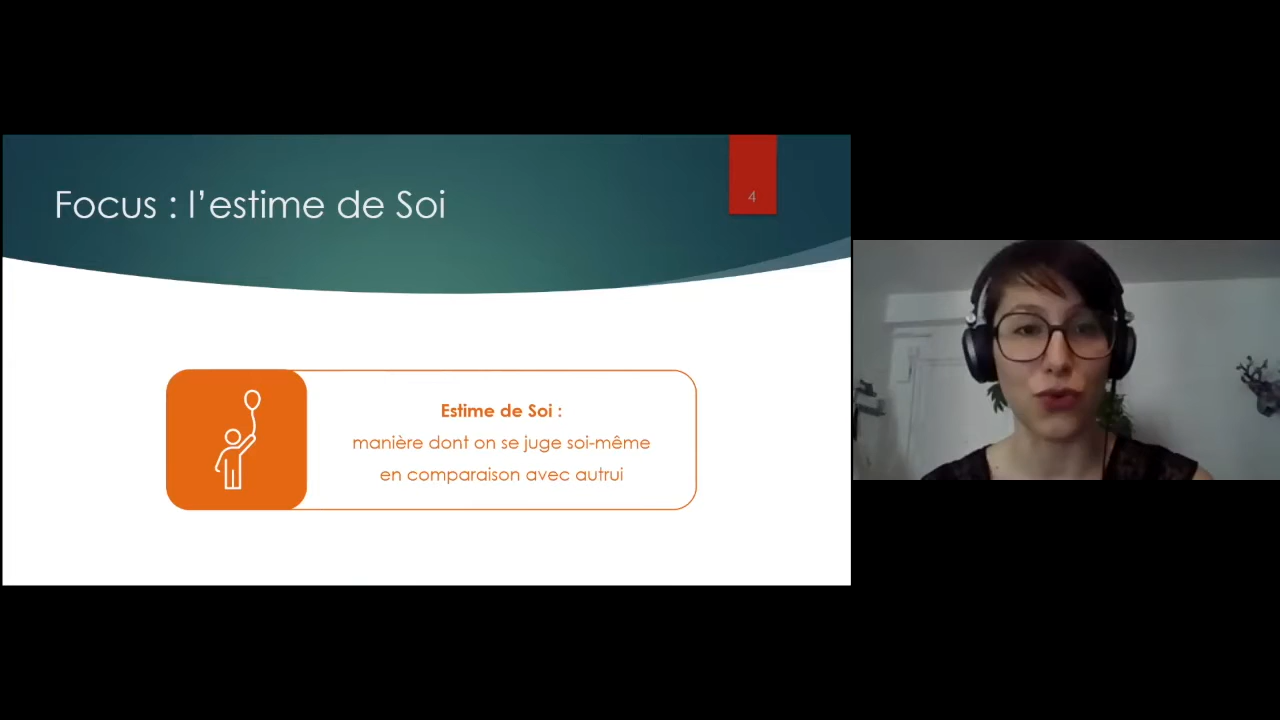 Focus : l’estime de Soi
4
Estime de Soi :
manière dont on se juge soi-même
en comparaison avec autrui